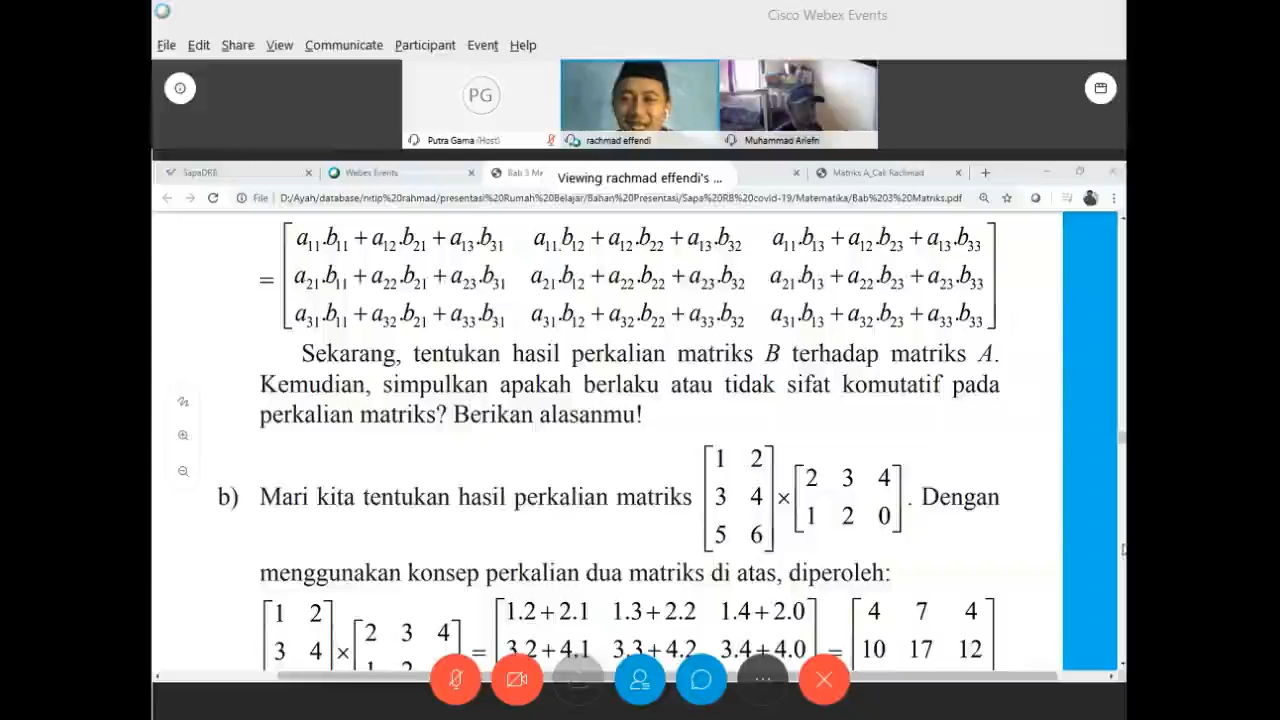 Cisco Webex Events
File Edit Share View Communicate Participant Event Help
PG
Putra Gama (Host) rachmad effendi Muhammad Ariefri
SapaDRB Webex Events Bab 3 Me Viewing rachmad effendi's ... Matriks A_Cak Rachmad
File D:/Ayah/database/nitip%20rahmad/presentasi%20Rumah%20Belajar/Bahan%20Presentasi/Sapa%20RB%20covid-19/Matematika/Bab%203%20Matriks.pdf
a11.b11 + a12.b21 + a13.b31 a11.b12 + a12.b22 + a13.b32 a11.b13 + a12.b23 + a13.b33
= a21.b11 + a22.b21 + a23.b31 a21.b12 + a22.b22 + a23.b32 a21.b13 + a22.b23 + a23.b33
a31.b11 + a32.b21 + a33.b31 a31.b12 + a32.b22 + a33.b32 a31.b13 + a32.b23 + a33.b33
Sekarang, tentukan hasil perkalian matriks B terhadap matriks A.
Kemudian, simpulkan apakah berlaku atau tidak sifat komutatif pada
perkalian matriks? Berikan alasanmu!
1 2
2 3 4
b) Mari kita tentukan hasil perkalian matriks 3 4 × . Dengan
1 2 0
5 6
menggunakan konsep perkalian dua matriks di atas, diperoleh:
1 2 1.2 + 2.1 1.3 + 2.2 1.4 + 2.0 4 7 4
2 3 4
3 4 × = 3.2 + 4.1 3.3 + 4.2 3.4 + 4.0 = 10 17 12
1 2